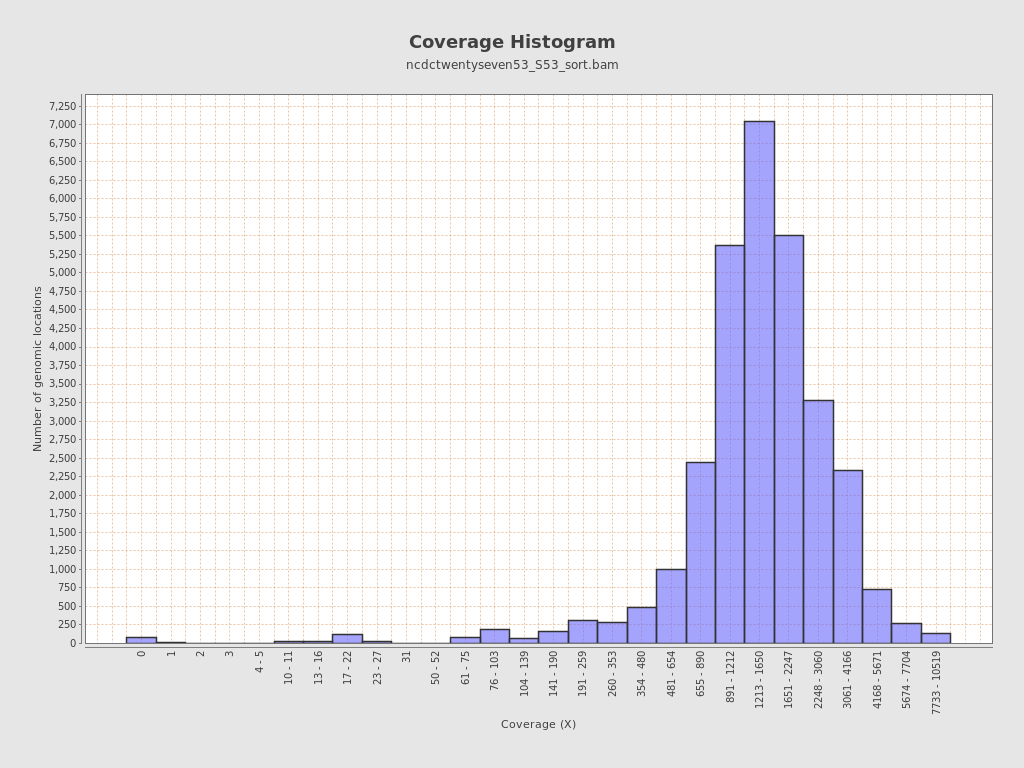 Coverage Histogram
ncdctwentyseven53_S53_sort.bam
Number of genomic locations
7,250
7,000
6,750
6,500
6,250
6,000
5,750
5,500
5,250
5,000
4,750
4,500
4,250
4,000
3,750
3,500
3,250
3,000
2,750
2,500
2,250
2,000
1,750
1,500
1,250
1,000
750
500
250
0
0
1
2
3
4 - 5
10 - 11
13 - 16
17 - 22
23 - 27
31
50 - 52
61 - 75
76 - 103
104 - 139
141 - 190
191 - 259
260 - 353
354 - 480
481 - 654
655 - 890
891 - 1212
1213 - 1650
1651 - 2247
2248 - 3060
3061 - 4166
4168 - 5671
5674 - 7704
7733 - 10519
Coverage (X)